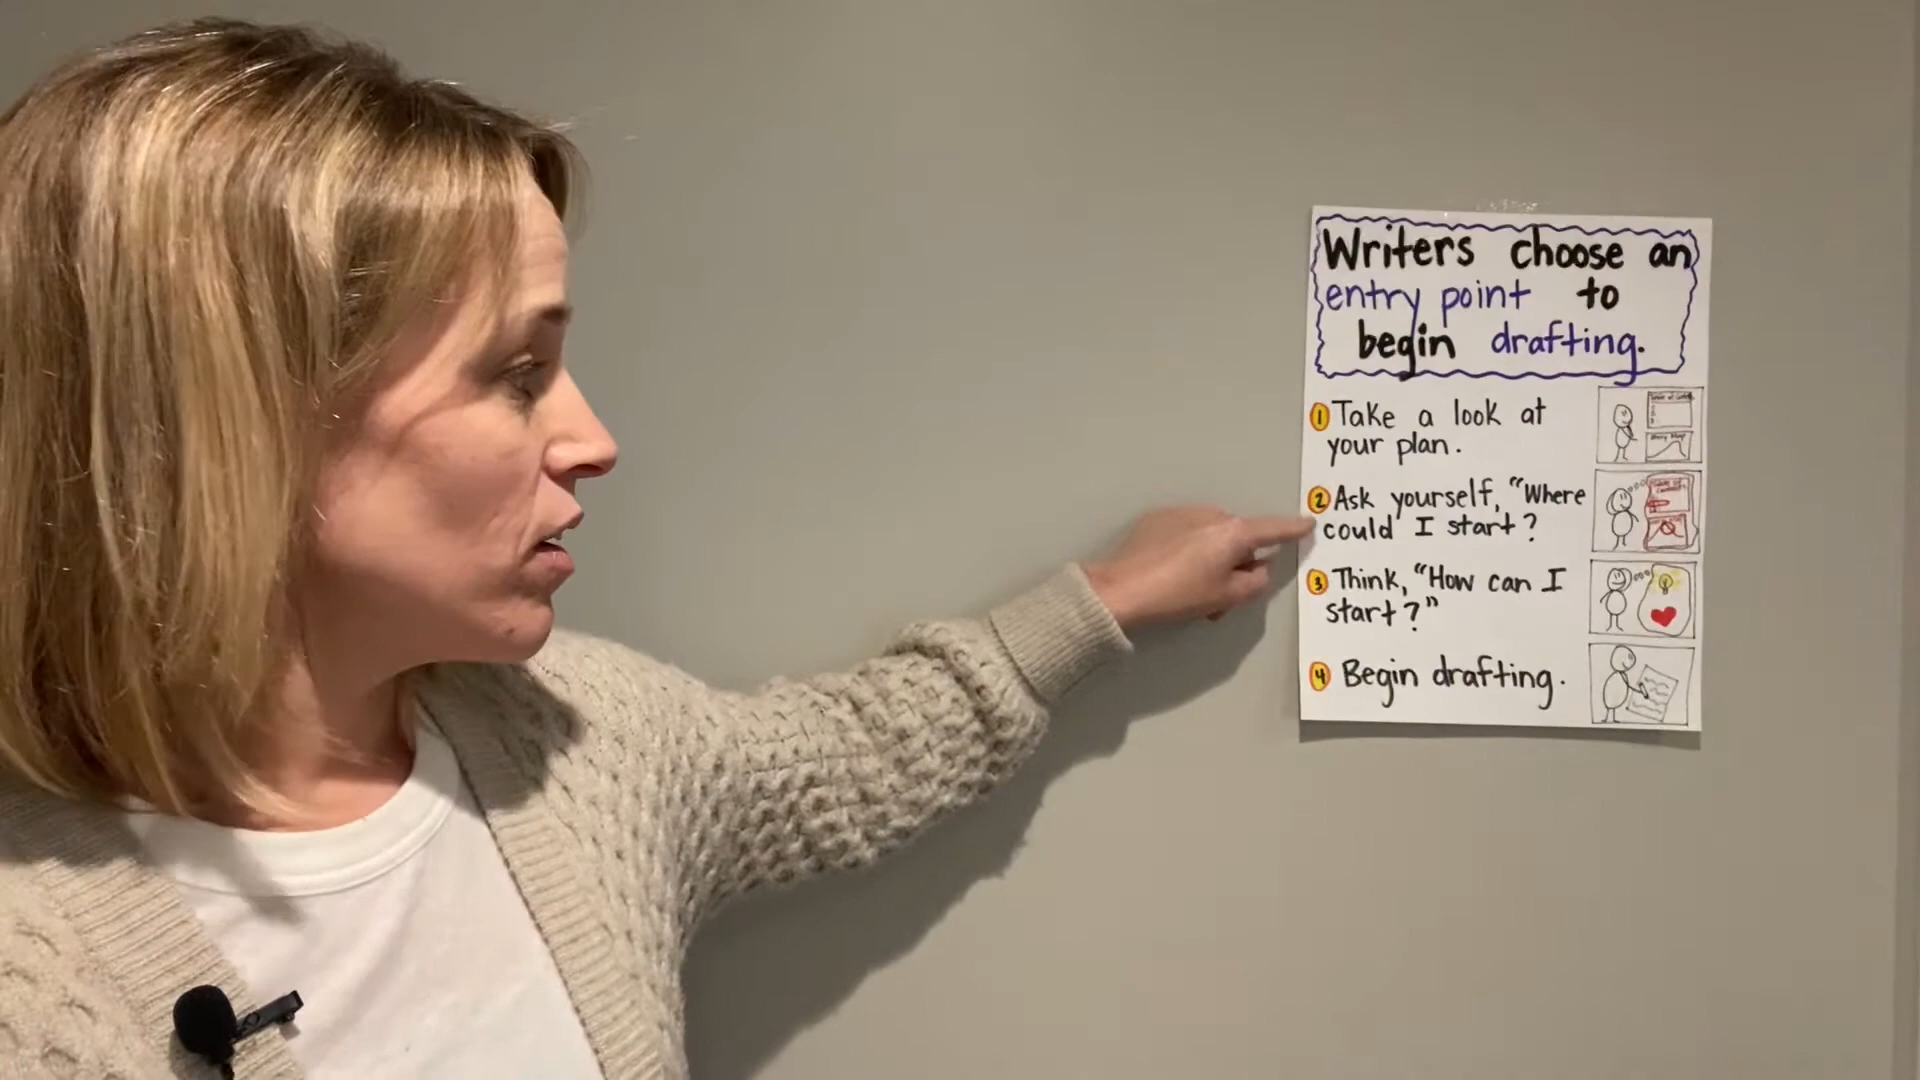 Writers choose an
entry point to
begin drafting.
1 Take a look at
your plan.
2 Ask yourself, "Where
could I start?
3 Think, "How can I
start?"
4 Begin drafting.